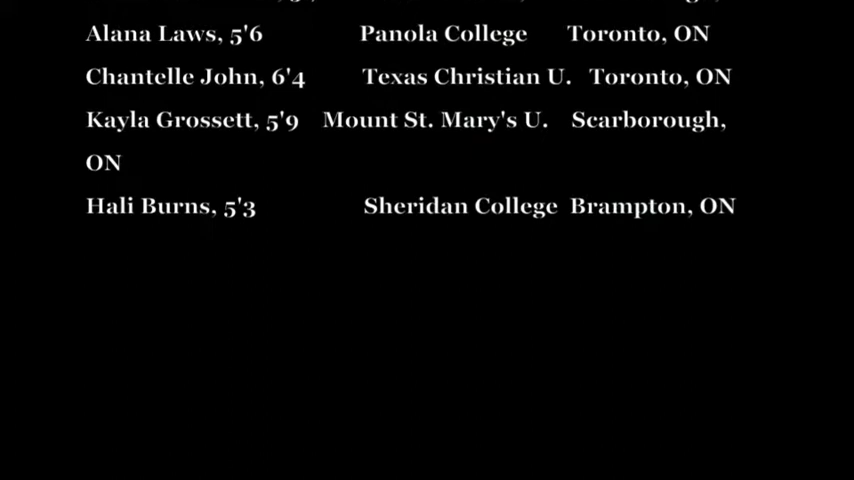 Alana Laws, 5'6 Panola College Toronto, ON
Chantelle John, 6'4 Texas Christian U. Toronto, ON
Kayla Grossett, 5'9 Mount St. Mary's U. Scarborough,
ON
Hali Burns, 5'3 Sheridan College Brampton, ON